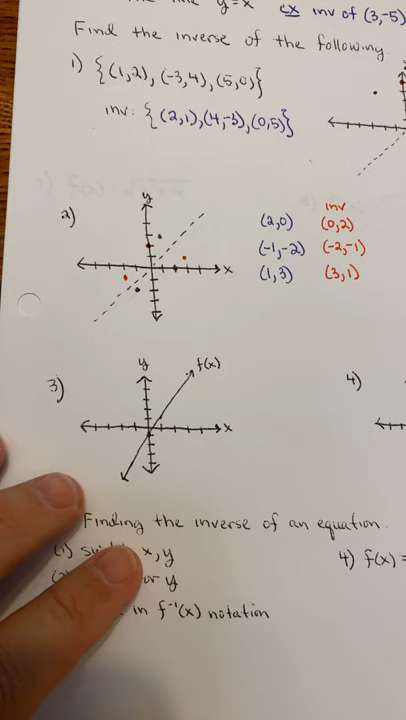 y=x ex inv of (3,-5)
Find the inverse of the following.
1) {(1,2),(-3,4),(5,0)}
inv: {(2,1),(4,-3),(0,5)}
2) y x
inv
(2,0) (0,2)
(-1,-2) (-2,-1)
(1,3) (3,1)
3) y f(x) x
4)
Finding the inverse of an equation.
(1) x,y
4) f(x) =
y
in f⁻¹(x) notation